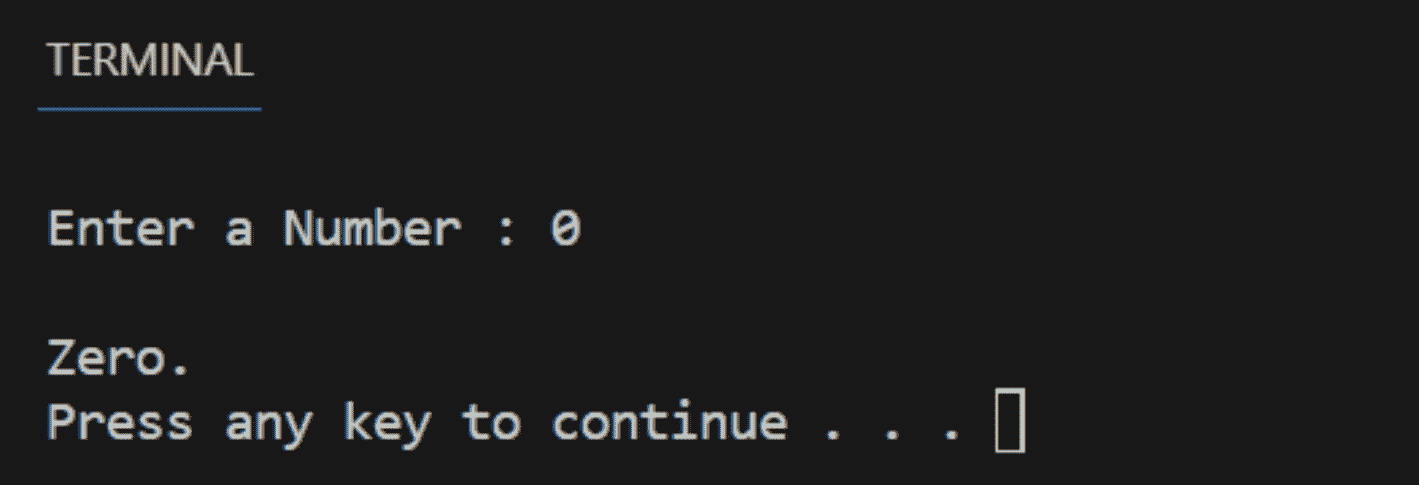 TERMINAL
Enter a Number : 0
Zero.
Press any key to continue . . .